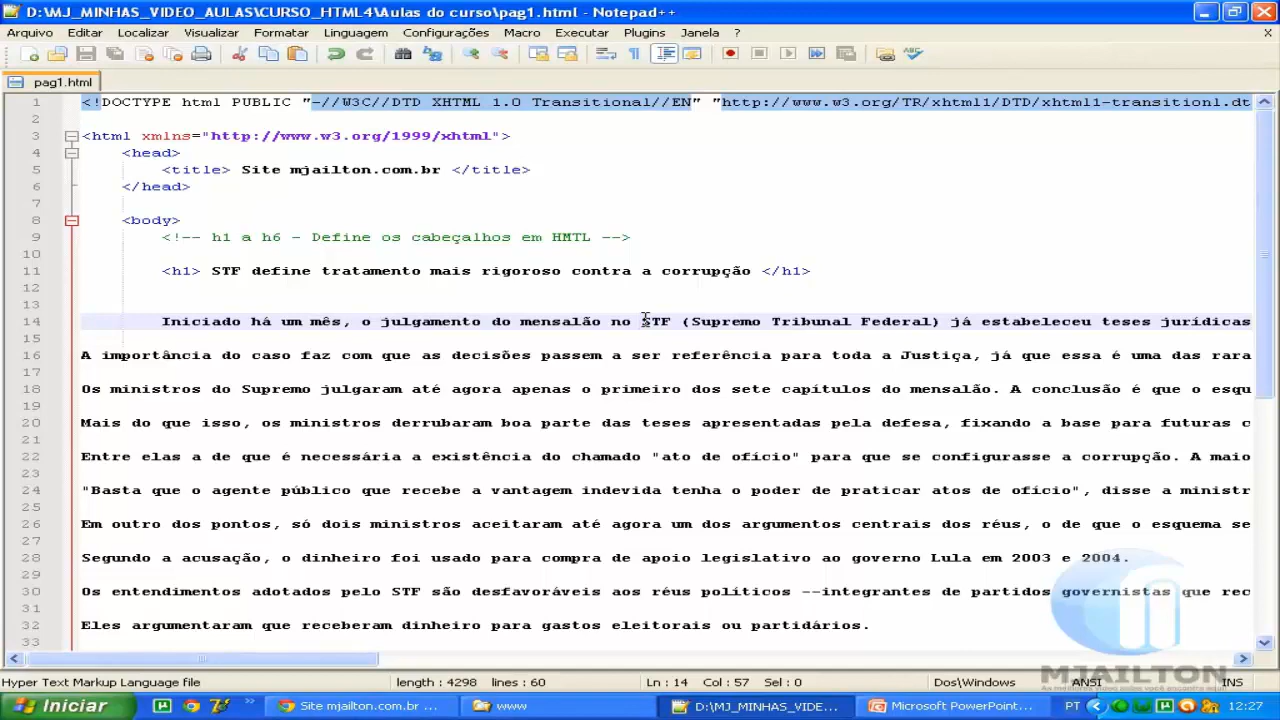 D:\MJ_MINHAS_VIDEO_AULAS\CURSO_HTML4\Aulas do curso\pag1.html - Notepad++
Arquivo Editar Localizar Visualizar Formatar Linguagem Configurações Macro Executar Plugins Janela ? X
pag1.html
1 <!DOCTYPE html PUBLIC "-//W3C//DTD XHTML 1.0 Transitional//EN" "http://www.w3.org/TR/xhtml1/DTD/xhtml1-transitionl.dt
2
3 <html xmlns="http://www.w3.org/1999/xhtml">
4 <head>
5 <title> Site mjailton.com.br </title>
6 </head>
7
8 <body>
9 <!-- h1 a h6 - Define os cabeçalhos em HMTL -->
10
11 <h1> STF define tratamento mais rigoroso contra a corrupção </h1>
12
13
14 Iniciado há um mês, o julgamento do mensalão no STF (Supremo Tribunal Federal) já estabeleceu teses jurídicas
15
16 A importância do caso faz com que as decisões passem a ser referência para toda a Justiça, já que essa é uma das rara
17
18 Os ministros do Supremo julgaram até agora apenas o primeiro dos sete capítulos do mensalão. A conclusão é que o esqu
19
20 Mais do que isso, os ministros derrubaram boa parte das teses apresentadas pela defesa, fixando a base para futuras c
21
22 Entre elas a de que é necessária a existência do chamado "ato de ofício" para que se configurasse a corrupção. A maio
23
24 "Basta que o agente público que recebe a vantagem indevida tenha o poder de praticar atos de ofício", disse a ministr
25
26 Em outro dos pontos, só dois ministros aceitaram até agora um dos argumentos centrais dos réus, o de que o esquema se
27
28 Segundo a acusação, o dinheiro foi usado para compra de apoio legislativo ao governo Lula em 2003 e 2004.
29
30 Os entendimentos adotados pelo STF são desfavoráveis aos réus políticos --integrantes de partidos governistas que rec
31
32 Eles argumentaram que receberam dinheiro para gastos eleitorais ou partidários.
33
MJAILTON
As melhores vídeo aulas você encontra aqui!
Hyper Text Markup Language file length : 4298 lines : 60 Ln : 14 Col : 57 Sel : 0 Dos\Windows ANSI INS
Iniciar Site mjailton.com.br ... www D:\MJ_MINHAS_VIDE... Microsoft PowerPoint... PT 12:27